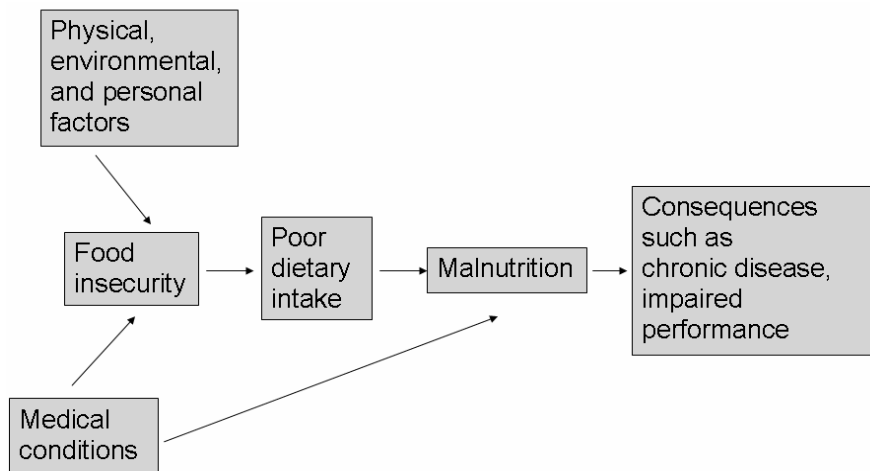 Physical,
environmental,
and personal
factors
Food
insecurity
Poor
dietary
intake
Malnutrition
Consequences
such as
chronic disease,
impaired
performance
Medical
conditions